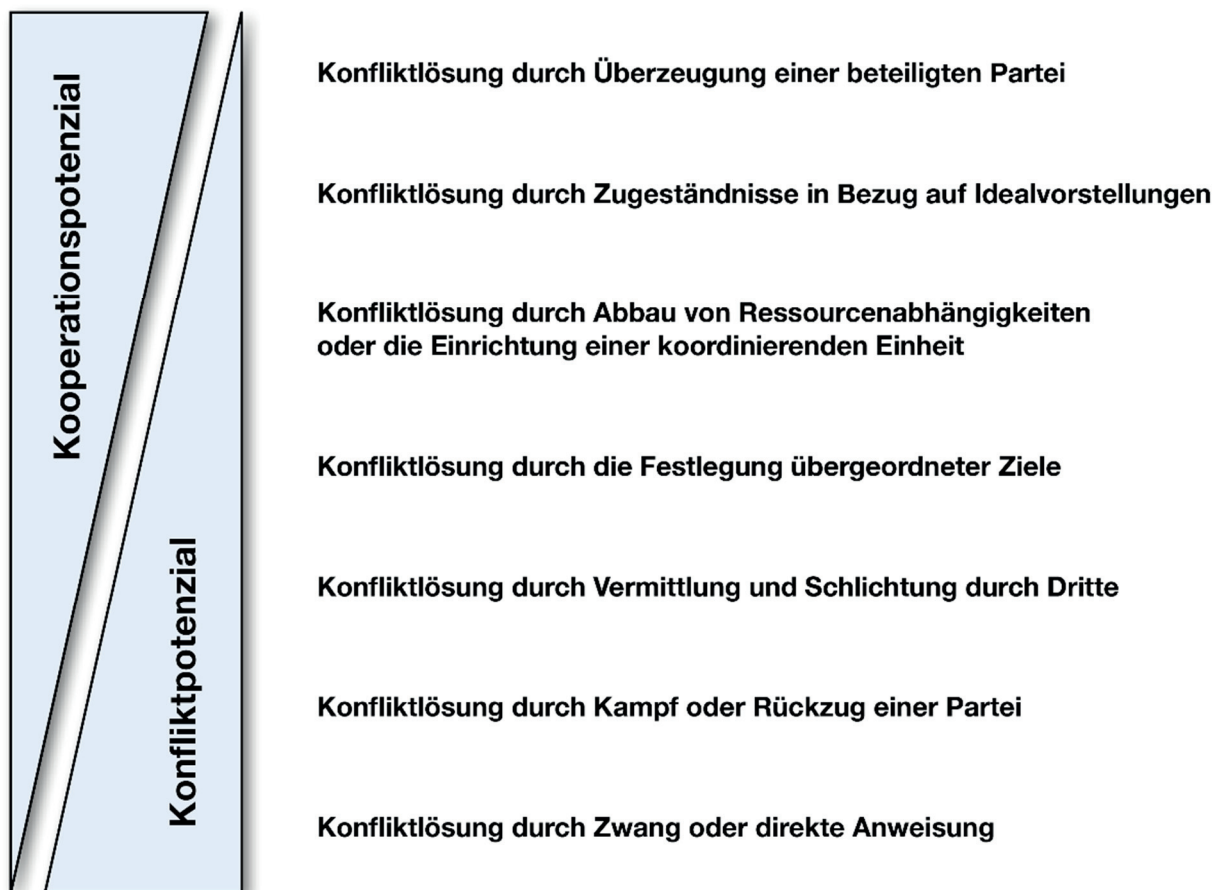 Kooperationspotenzial
Konfliktpotenzial
Konfliktlösung durch Überzeugung einer beteiligten Partei
Konfliktlösung durch Zugeständnisse in Bezug auf Idealvorstellungen
Konfliktlösung durch Abbau von Ressourcenabhängigkeiten
oder die Einrichtung einer koordinierenden Einheit
Konfliktlösung durch die Festlegung übergeordneter Ziele
Konfliktlösung durch Vermittlung und Schlichtung durch Dritte
Konfliktlösung durch Kampf oder Rückzug einer Partei
Konfliktlösung durch Zwang oder direkte Anweisung